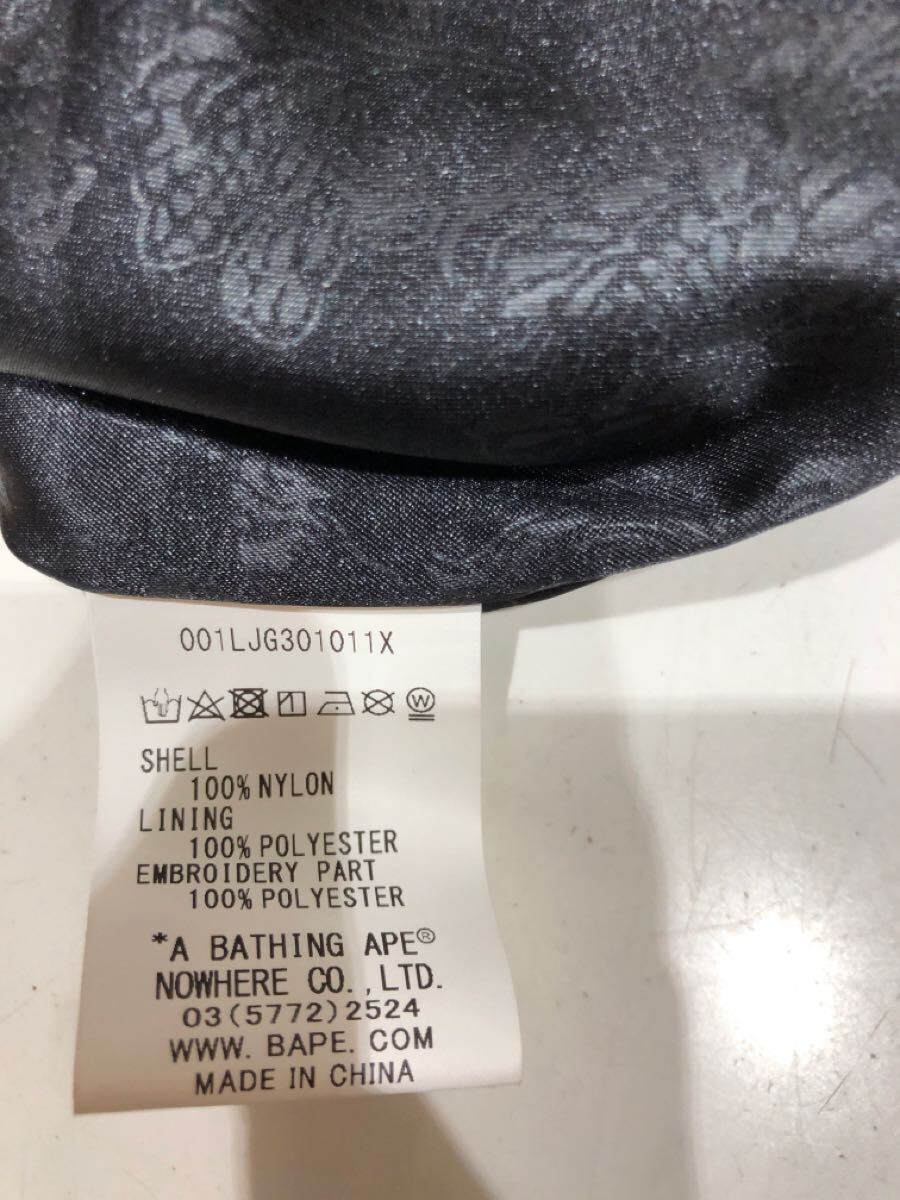 001LJG301011X
SHELL
100% NYLON
LINING
100% POLYESTER
EMBROIDERY PART
100% POLYESTER
*A BATHING APE®
NOWHERE CO.,LTD.
03(5772)2524
WWW. BAPE. COM
MADE IN CHINA